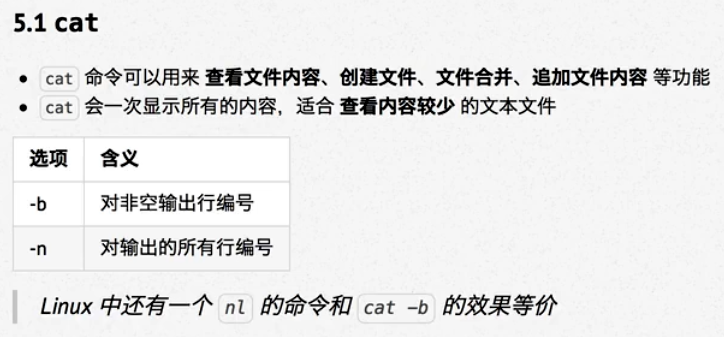 5.1 cat
cat 命令可以用来 查看文件内容、创建文件、文件合并、追加文件内容 等功能
cat 会一次显示所有的内容，适合 查看内容较少 的文本文件
选项 含义
-b 对非空输出行编号
-n 对输出的所有行编号
Linux 中还有一个 nl 的命令和 cat -b 的效果等价